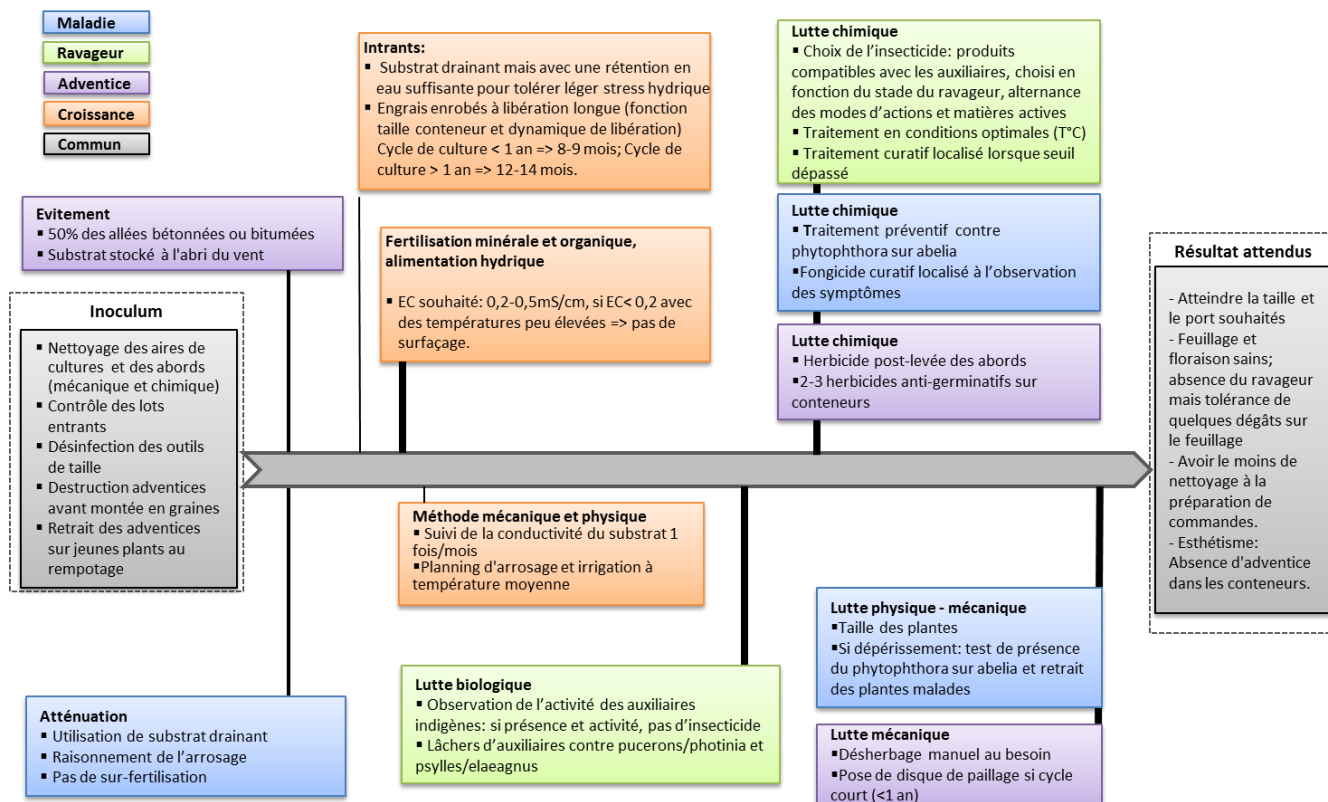 Maladie
Ravageur
Adventice
Croissance
Commun
Intrants:
▪ Substrat drainant mais avec une rétention en
eau suffisante pour tolérer léger stress hydrique
▪ Engrais enrobés à libération longue (fonction
taille conteneur et dynamique de libération)
Cycle de culture < 1 an => 8-9 mois; Cycle de
culture > 1 an => 12-14 mois.
Lutte chimique
▪ Choix de l'insecticide: produits
compatibles avec les auxiliaires, choisi en
fonction du stade du ravageur, alternance
des modes d'actions et matières actives
▪ Traitement en conditions optimales (T°C)
▪ Traitement curatif localisé lorsque seuil
dépassé
Evitement
▪ 50% des allées bétonnées ou bitumées
▪ Substrat stocké à l'abri du vent
Fertilisation minérale et organique,
alimentation hydrique
▪ EC souhaité: 0,2-0,5mS/cm, si EC< 0,2 avec
des températures peu élevées => pas de
surfaçage.
Lutte chimique
▪ Traitement préventif contre
phytophthora sur abelia
▪Fongicide curatif localisé à l'observation
des symptômes
Lutte chimique
▪ Herbicide post-levée des abords
▪2-3 herbicides anti-germinatifs sur
conteneurs
Inoculum
▪ Nettoyage des aires de
cultures et des abords
(mécanique et chimique)
▪ Contrôle des lots
entrants
▪ Désinfection des outils
de taille
▪ Destruction adventices
avant montée en graines
▪ Retrait des adventices
sur jeunes plants au
rempotage
Résultat attendus
- Atteindre la taille et
le port souhaités
- Feuillage et
floraison sains;
absence du ravageur
mais tolérance de
quelques dégâts sur
le feuillage
- Avoir le moins de
nettoyage à la
préparation de
commandes.
- Esthétisme:
Absence d'adventice
dans les conteneurs.
Méthode mécanique et physique
▪ Suivi de la conductivité du substrat 1
fois/mois
▪Planning d'arrosage et irrigation à
température moyenne
Atténuation
▪ Utilisation de substrat drainant
▪ Raisonnement de l'arrosage
▪ Pas de sur-fertilisation
Lutte biologique
▪ Observation de l'activité des auxiliaires
indigènes: si présence et activité, pas d'insecticide
▪ Lâchers d'auxiliaires contre pucerons/photinia et
psylles/elaeagnus
Lutte physique - mécanique
▪Taille des plantes
▪Si dépérissement: test de présence
du phytophthora sur abelia et retrait
des plantes malades
Lutte mécanique
▪Désherbage manuel au besoin
▪Pose de disque de paillage si cycle
court (<1 an)